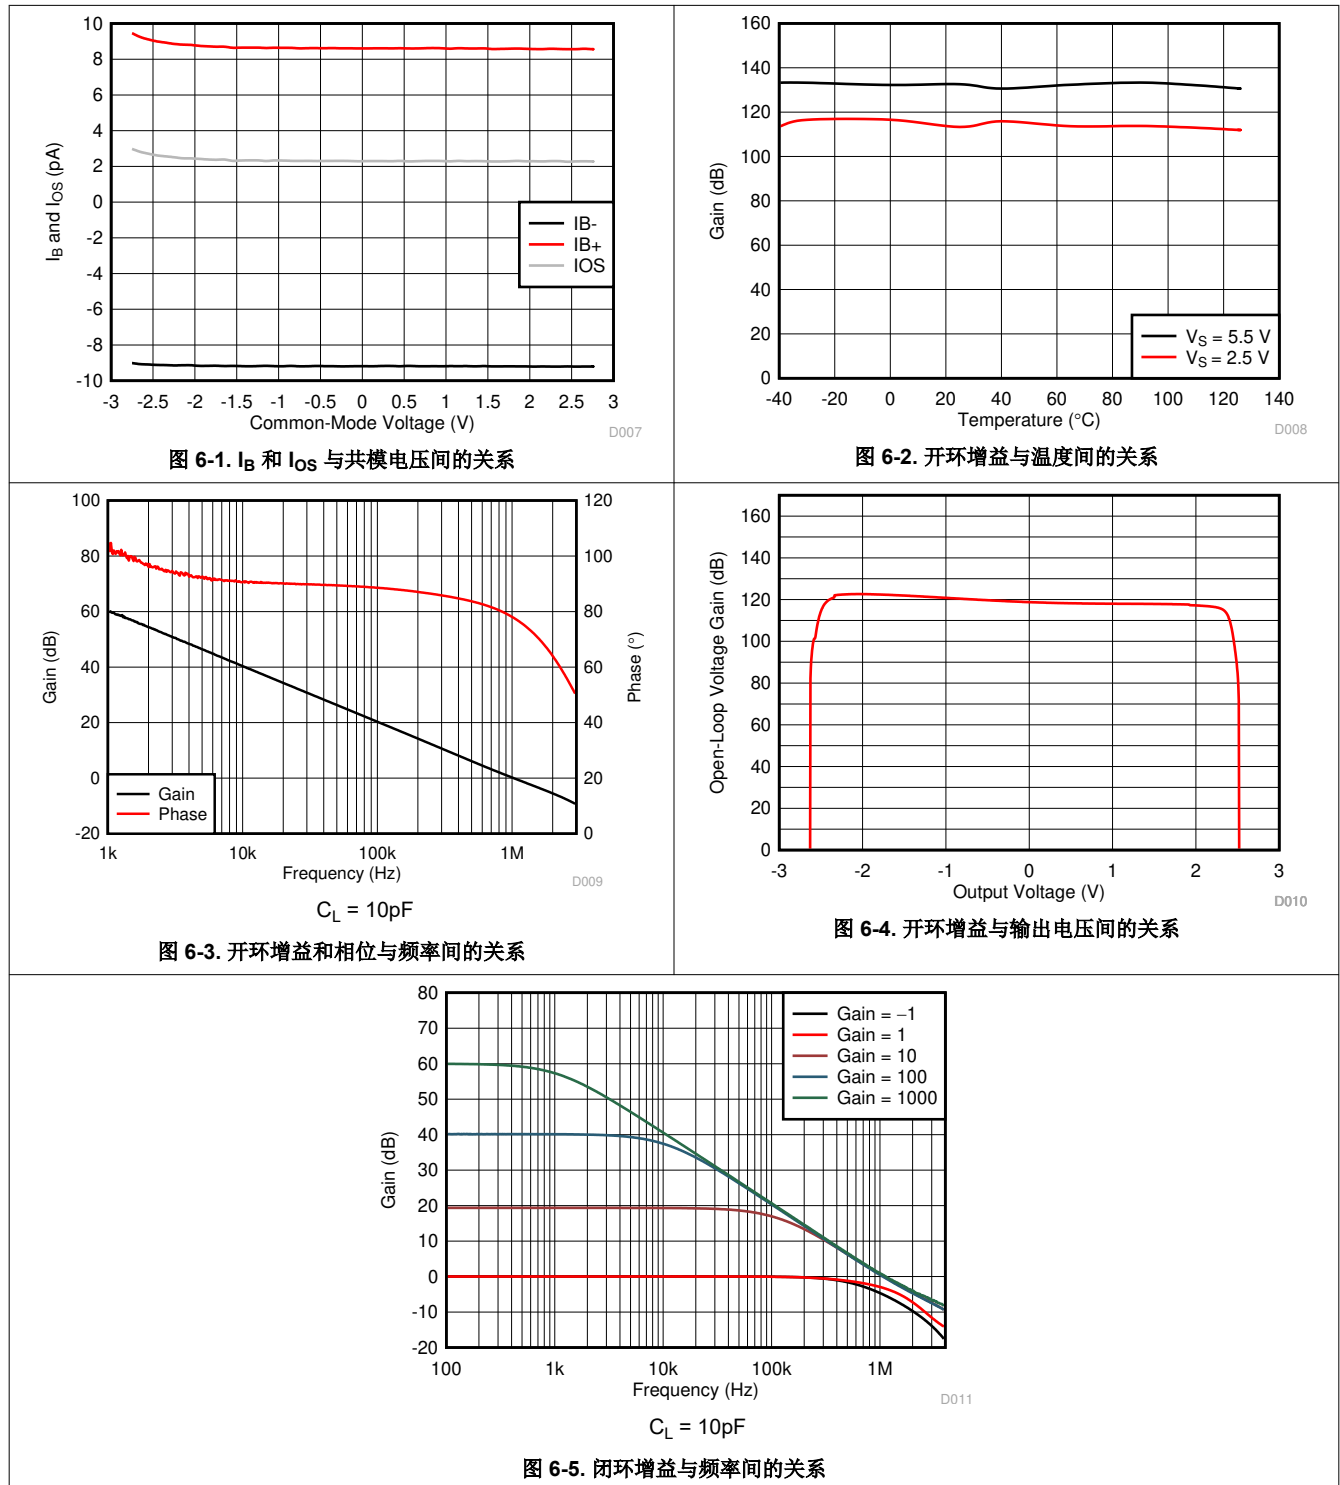 10
8
6
4
2
0
-2
-4
-6
-8
-10
I_B and I_OS (pA)
IB-
IB+
IOS
-3 -2.5 -2 -1.5 -1 -0.5 0 0.5 1 1.5 2 2.5 3
Common-Mode Voltage (V)
D007
图 6-1. I_B 和 I_OS 与共模电压间的关系
160
140
120
100
80
60
40
20
0
Gain (dB)
V_S = 5.5 V
V_S = 2.5 V
-40 -20 0 20 40 60 80 100 120 140
Temperature (°C)
D008
图 6-2. 开环增益与温度间的关系
100
80
60
40
20
0
-20
Gain (dB)
120
100
80
60
40
20
0
Phase (°)
Gain
Phase
1k 10k 100k 1M
Frequency (Hz)
D009
C_L = 10pF
图 6-3. 开环增益和相位与频率间的关系
160
140
120
100
80
60
40
20
0
Open-Loop Voltage Gain (dB)
-3 -2 -1 0 1 2 3
Output Voltage (V)
D010
图 6-4. 开环增益与输出电压间的关系
80
70
60
50
40
30
20
10
0
-10
-20
Gain (dB)
Gain = –1
Gain = 1
Gain = 10
Gain = 100
Gain = 1000
100 1k 10k 100k 1M
Frequency (Hz)
D011
C_L = 10pF
图 6-5. 闭环增益与频率间的关系